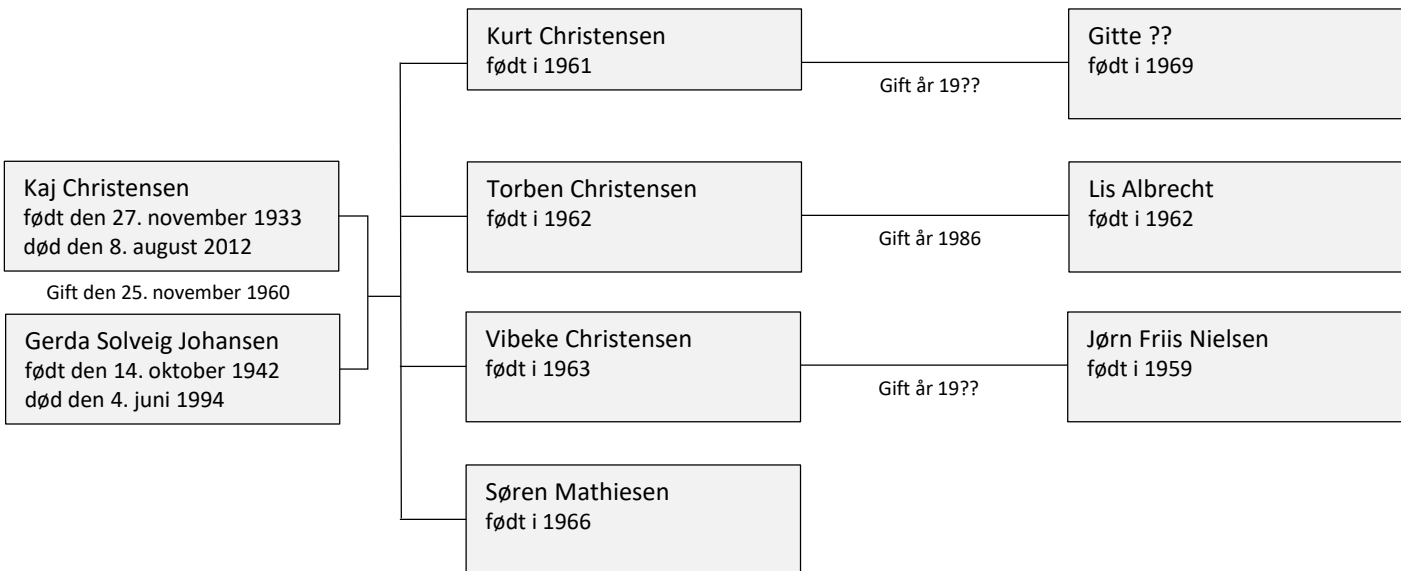 Kaj Christensen
født den 27. november 1933
død den 8. august 2012
Gift den 25. november 1960
Gerda Solveig Johansen
født den 14. oktober 1942
død den 4. juni 1994
Kurt Christensen
født i 1961
Gift år 19??
Gitte ??
født i 1969
Torben Christensen
født i 1962
Gift år 1986
Lis Albrecht
født i 1962
Vibeke Christensen
født i 1963
Gift år 19??
Jørn Friis Nielsen
født i 1959
Søren Mathiesen
født i 1966